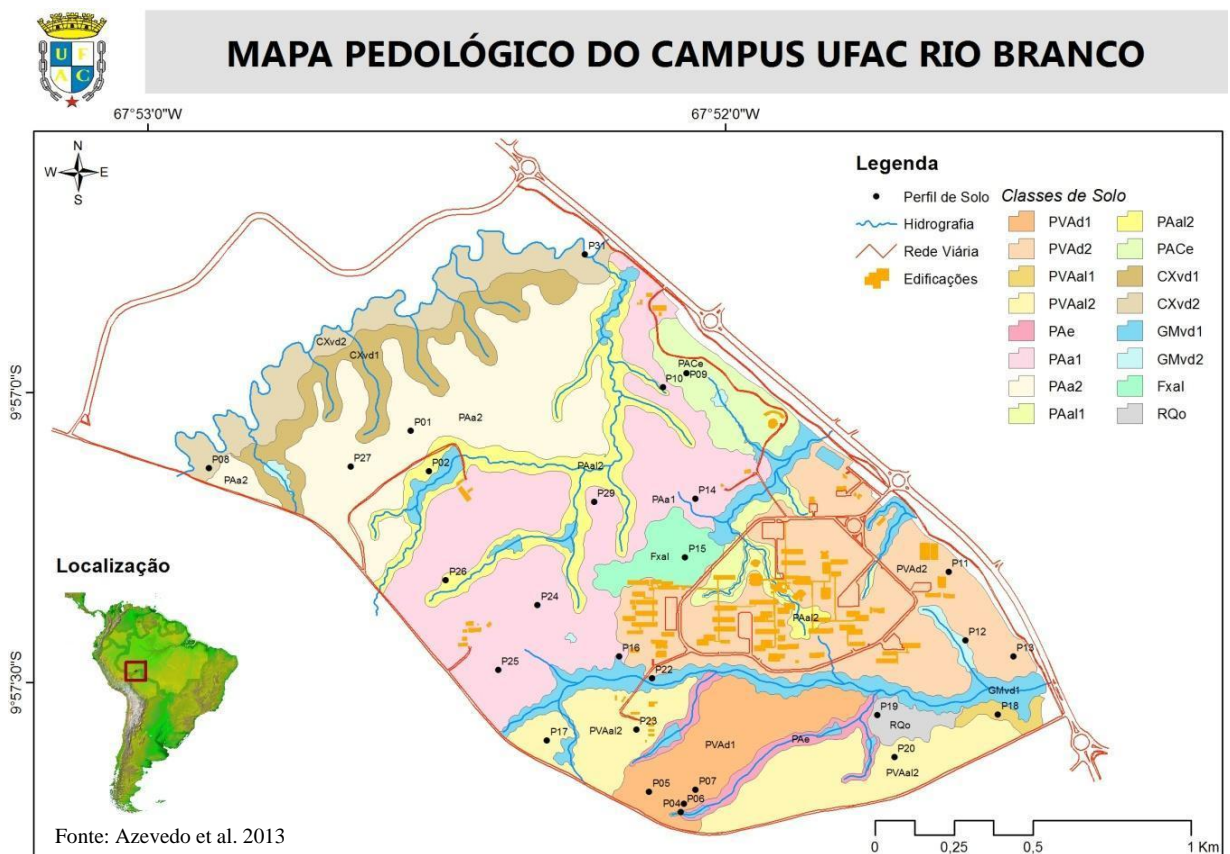 U F
A C
MAPA PEDOLÓGICO DO CAMPUS UFAC RIO BRANCO
67°53'0"W
67°52'0"W
N
W E
S
9°57'0"S
9°57'30"S
Legenda
Perfil de Solo
Hidrografia
Rede Viária
Edificações
Classes de Solo
PVAd1
PVAd2
PVAal1
PVAal2
PAe
PAa1
PAa2
PAal1
PAal2
PACe
CXvd1
CXvd2
GMvd1
GMvd2
Fxal
RQo
P31
CXvd2
CXvd1
PACe
P10
P09
P01
PAa2
P08
PAa2
P27
P02
PAal2
P29
PAa1
P14
Fxal
P15
P26
P24
PVAd2
P11
PAal2
P12
P13
P16
P25
P22
GMvd1
P19
P18
RQo
P17
PVAal2
P23
PVAd1
PAe
P20
PVAal2
P05
P07
P06
P04
Localização
Fonte: Azevedo et al. 2013
0 0,25 0,5 1 Km